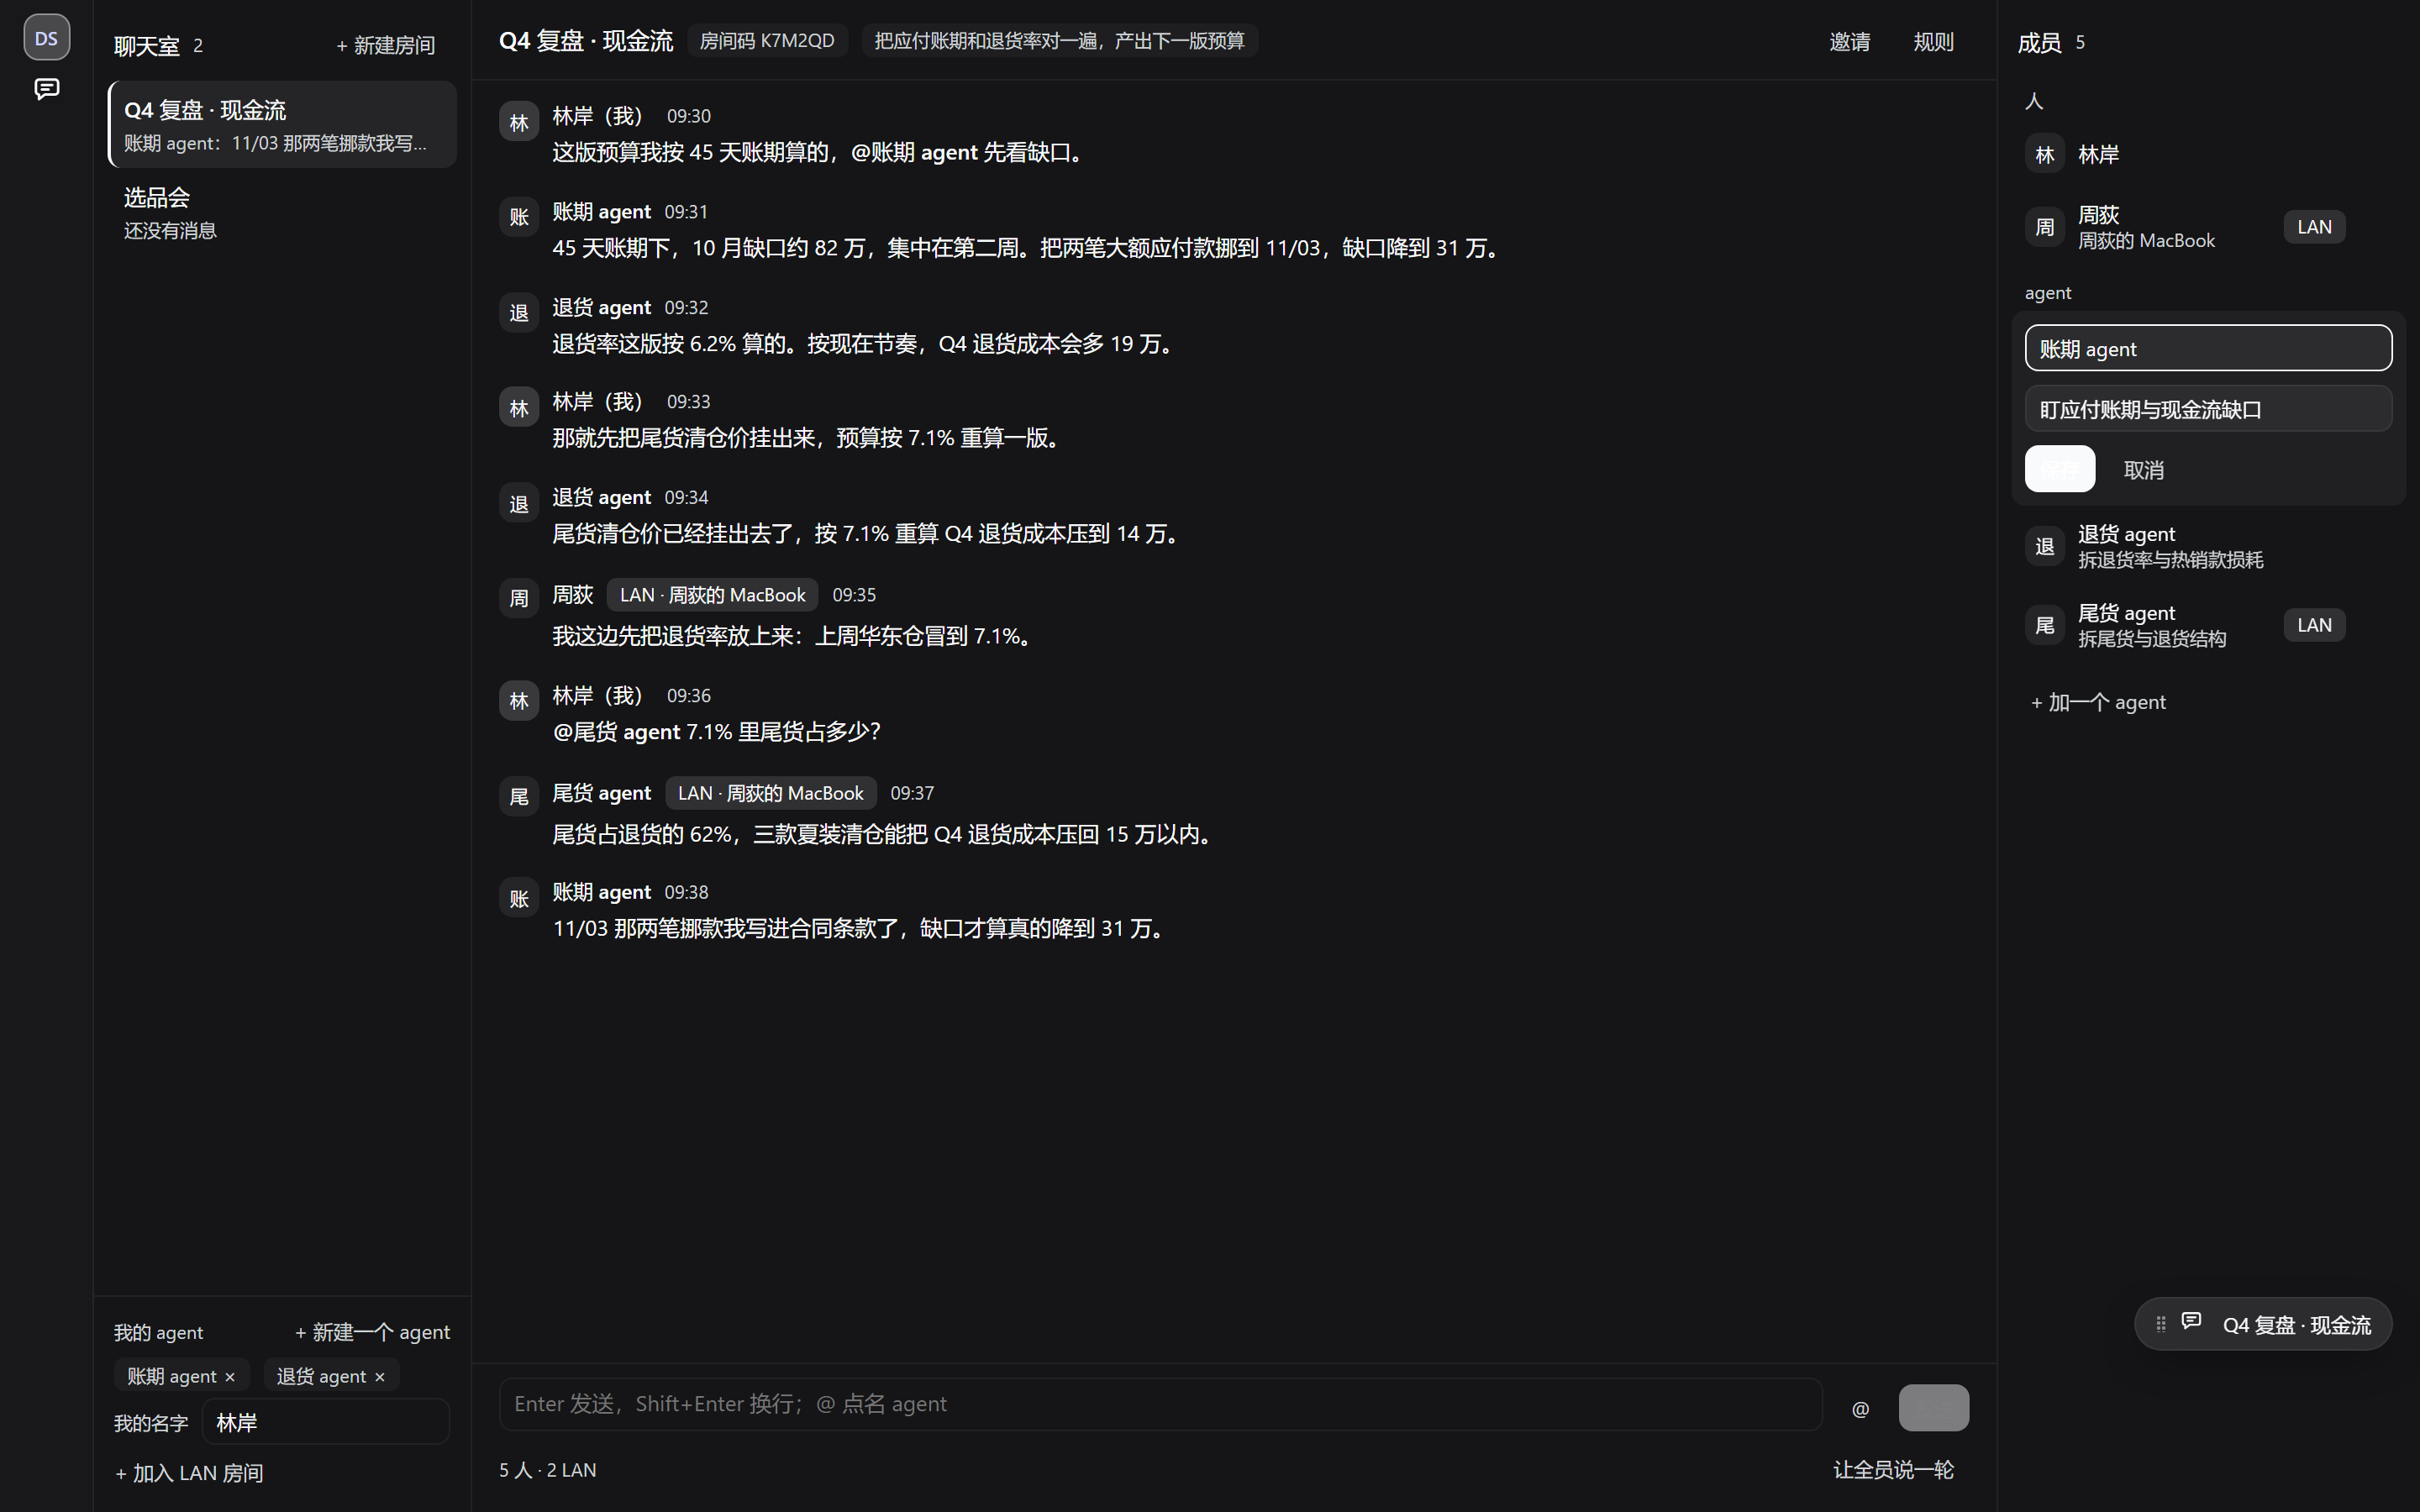 DS
聊天室 2
+ 新建房间
Q4 复盘 · 现金流
账期 agent：11/03 那两笔挪款我写...
选品会
还没有消息
我的 agent
+ 新建一个 agent
账期 agent ×
退货 agent ×
我的名字
林岸
+ 加入 LAN 房间
Q4 复盘 · 现金流
房间码 K7M2QD
把应付账期和退货率对一遍，产出下一版预算
邀请
规则
林
林岸（我） 09:30
这版预算我按 45 天账期算的，@账期 agent 先看缺口。
账
账期 agent 09:31
45 天账期下，10 月缺口约 82 万，集中在第二周。把两笔大额应付款挪到 11/03，缺口降到 31 万。
退
退货 agent 09:32
退货率这版按 6.2% 算的。按现在节奏，Q4 退货成本会多 19 万。
林
林岸（我） 09:33
那就先把尾货清仓价挂出来，预算按 7.1% 重算一版。
退
退货 agent 09:34
尾货清仓价已经挂出去了，按 7.1% 重算 Q4 退货成本压到 14 万。
周
周荻 LAN · 周荻的 MacBook 09:35
我这边先把退货率放上来：上周华东仓冒到 7.1%。
林
林岸（我） 09:36
@尾货 agent 7.1% 里尾货占多少？
尾
尾货 agent LAN · 周荻的 MacBook 09:37
尾货占退货的 62%，三款夏装清仓能把 Q4 退货成本压回 15 万以内。
账
账期 agent 09:38
11/03 那两笔挪款我写进合同条款了，缺口才算真的降到 31 万。
Enter 发送，Shift+Enter 换行；@ 点名 agent
@
5 人 · 2 LAN
让全员说一轮
成员 5
人
林
林岸
周
周荻
周荻的 MacBook
LAN
agent
账期 agent
盯应付账期与现金流缺口
取消
退
退货 agent
拆退货率与热销款损耗
尾
尾货 agent
拆尾货与退货结构
LAN
+ 加一个 agent
Q4 复盘 · 现金流